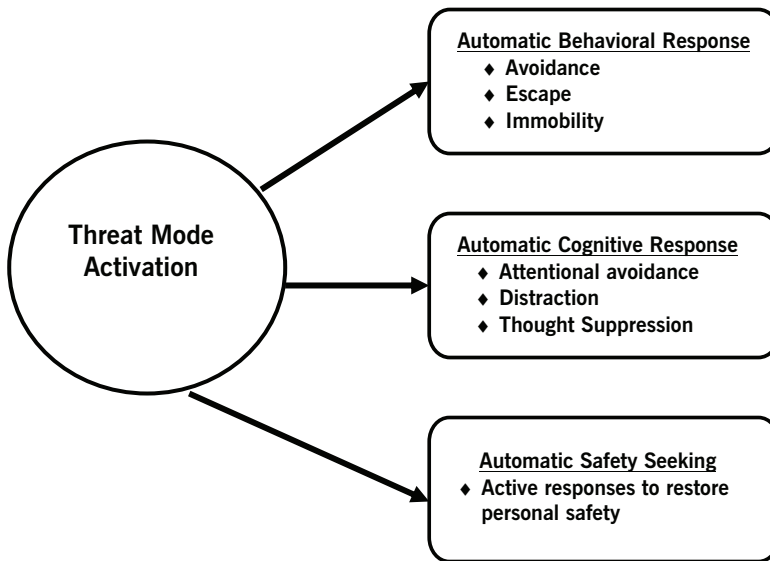 Threat Mode
Activation
Automatic Behavioral Response
♦ Avoidance
♦ Escape
♦ Immobility
Automatic Cognitive Response
♦ Attentional avoidance
♦ Distraction
♦ Thought Suppression
Automatic Safety Seeking
♦ Active responses to restore
personal safety